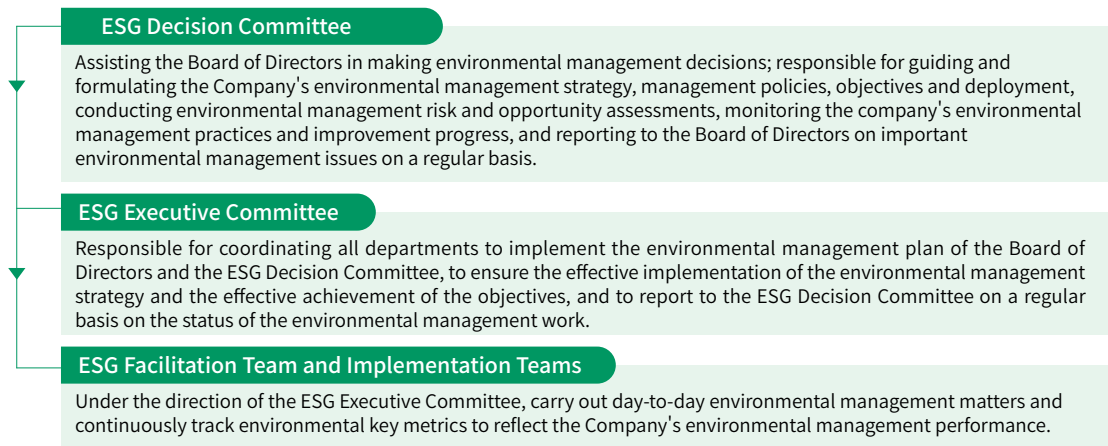 ESG Decision Committee
Assisting the Board of Directors in making environmental management decisions; responsible for guiding and
formulating the Company's environmental management strategy, management policies, objectives and deployment,
conducting environmental management risk and opportunity assessments, monitoring the company's environmental
management practices and improvement progress, and reporting to the Board of Directors on important
environmental management issues on a regular basis.
ESG Executive Committee
Responsible for coordinating all departments to implement the environmental management plan of the Board of
Directors and the ESG Decision Committee, to ensure the effective implementation of the environmental management
strategy and the effective achievement of the objectives, and to report to the ESG Decision Committee on a regular
basis on the status of the environmental management work.
ESG Facilitation Team and Implementation Teams
Under the direction of the ESG Executive Committee, carry out day-to-day environmental management matters and
continuously track environmental key metrics to reflect the Company's environmental management performance.